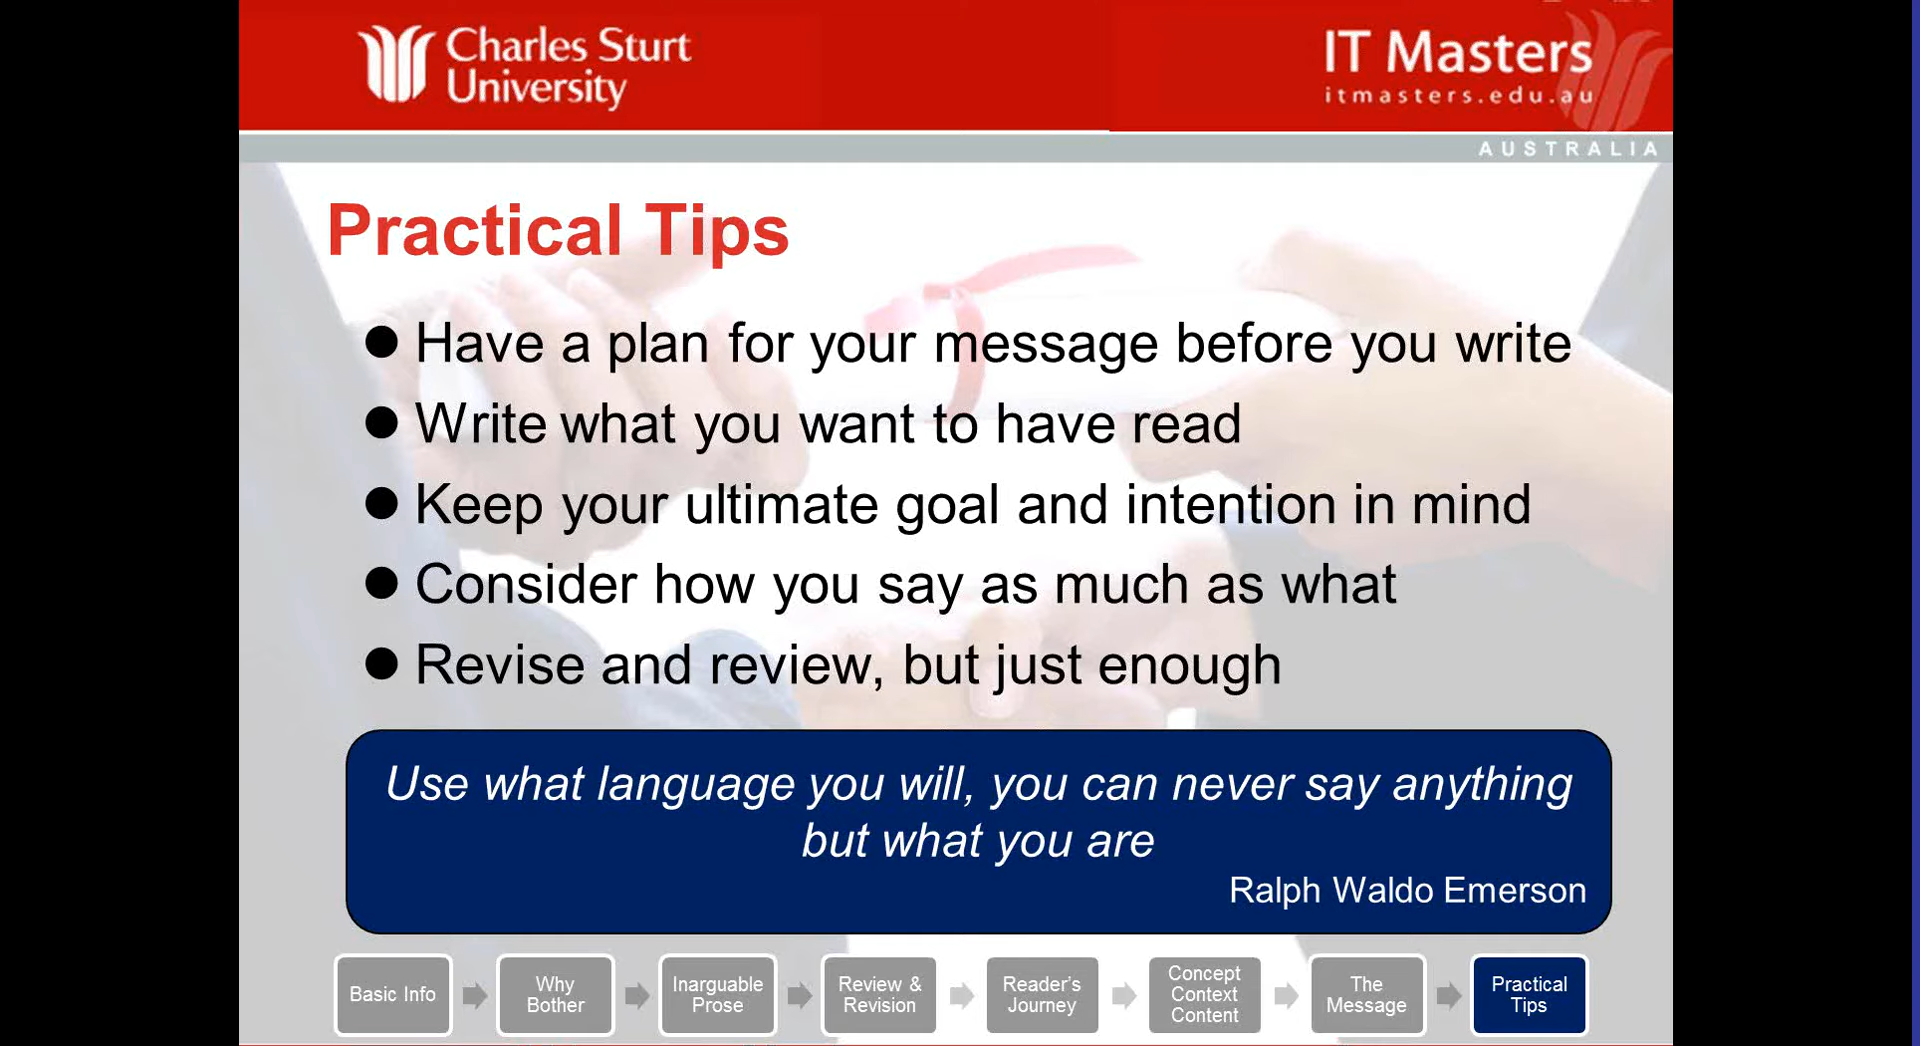 Charles Sturt
University
IT Masters
itmasters.edu.au
AUSTRALIA
Practical Tips
Have a plan for your message before you write
Write what you want to have read
Keep your ultimate goal and intention in mind
Consider how you say as much as what
Revise and review, but just enough
Use what language you will, you can never say anything
but what you are
Ralph Waldo Emerson
Basic Info
Why
Bother
Inarguable
Prose
Review &
Revision
Reader's
Journey
Concept
Context
Content
The
Message
Practical
Tips